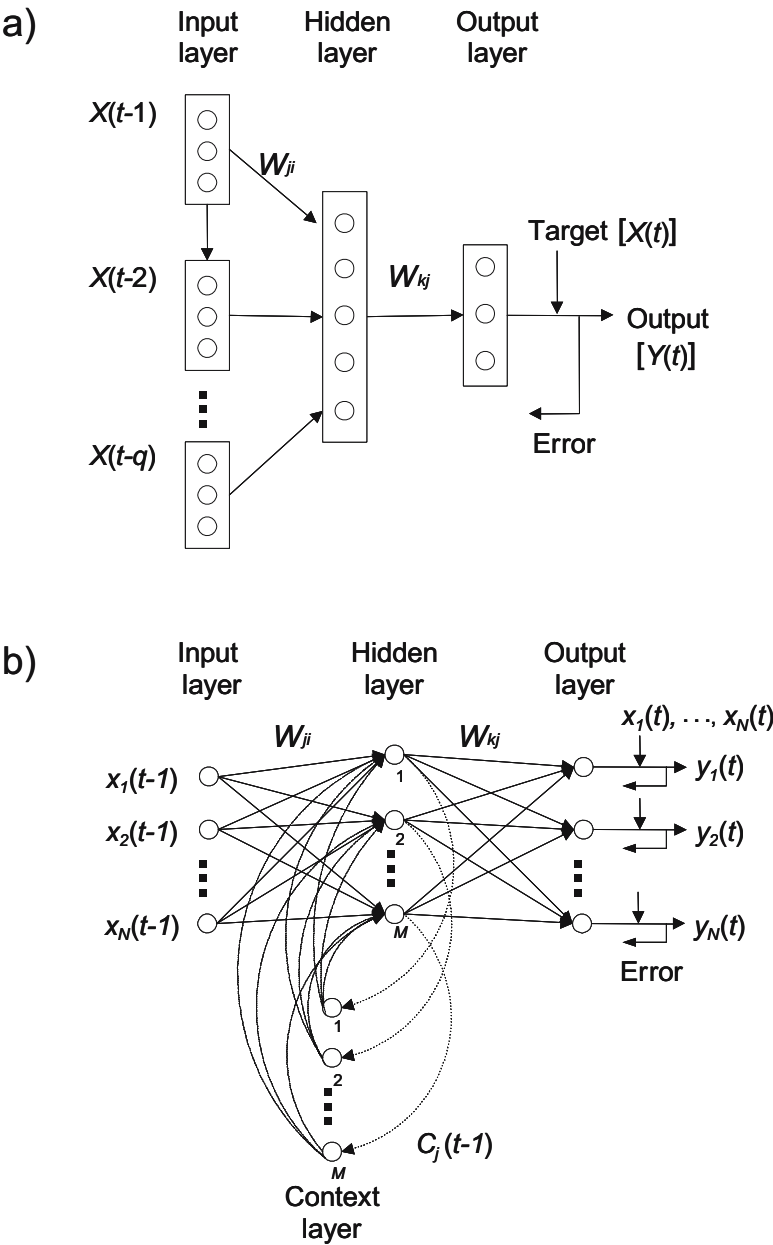 a)
Input layer
Hidden layer
Output layer
X(t-1)
Wji
Target [X(t)]
X(t-2)
Wkj
Output
[Y(t)]
X(t-q)
Error
b)
Input layer
Hidden layer
Output layer
x1(t), ..., xN(t)
Wji
Wkj
x1(t-1)
1
y1(t)
x2(t-1)
2
y2(t)
xN(t-1)
M
yN(t)
Error
1
2
Cj (t-1)
M
Context
layer